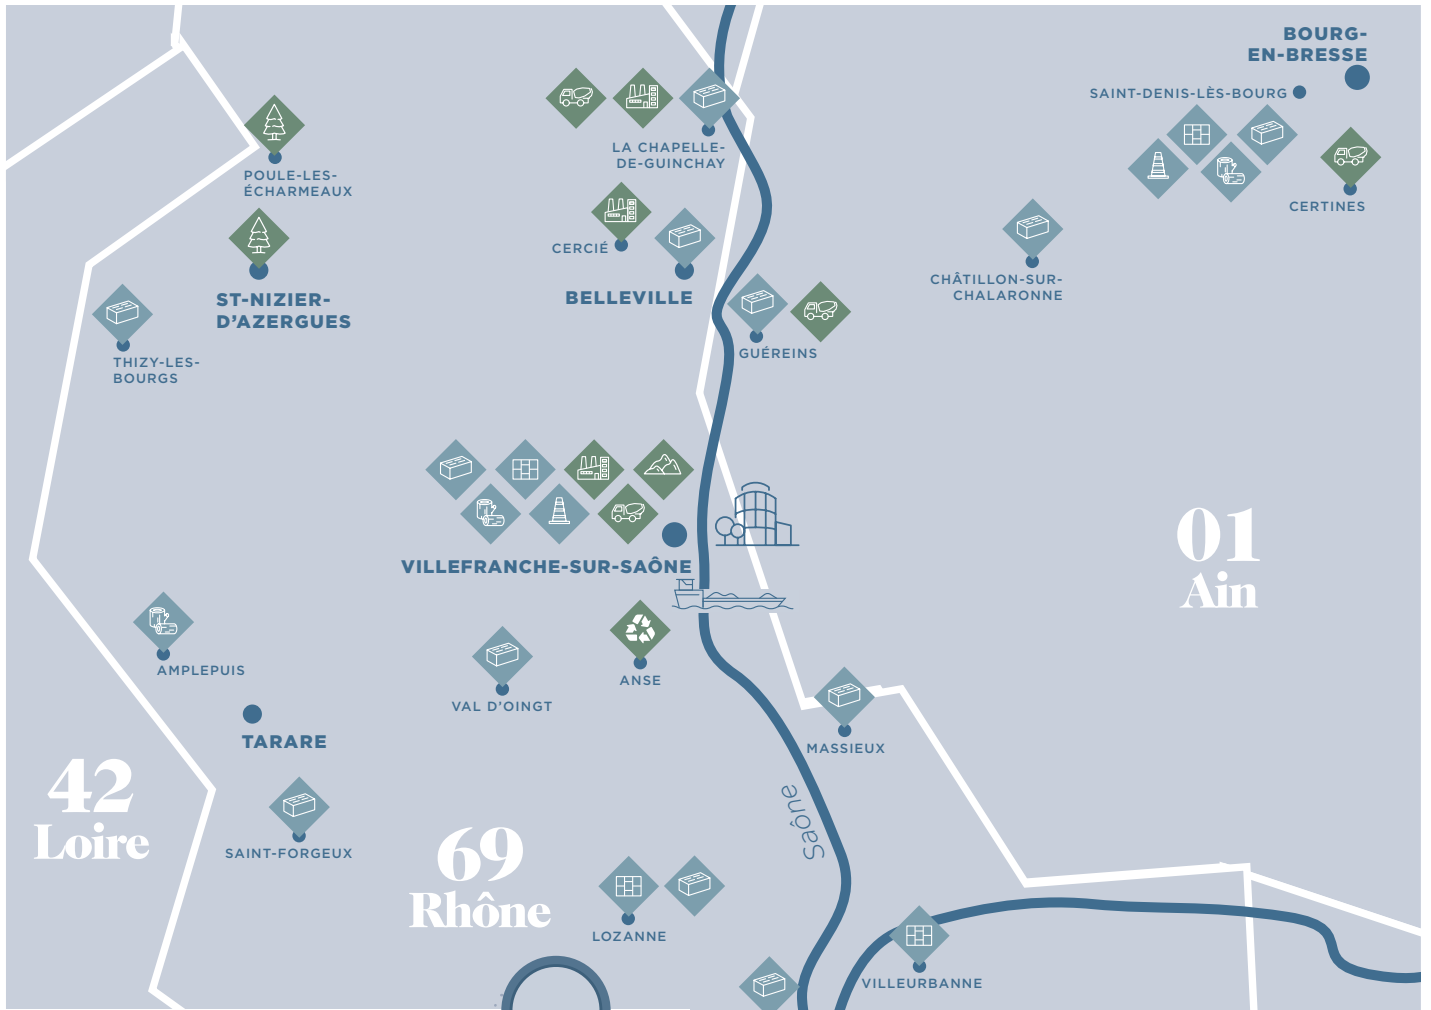 BOURG-
EN-BRESSE
SAINT-DENIS-LÈS-BOURG
LA CHAPELLE-
DE-GUINCHAY
POULE-LES-
ÉCHARMEAUX
CERTINES
CERCIÉ
CHÂTILLON-SUR-
CHALARONNE
BELLEVILLE
ST-NIZIER-
D'AZERGUES
GUÉREINS
THIZY-LES-
BOURGS
VILLEFRANCHE-SUR-SAÔNE
01
Ain
AMPLEPUIS
ANSE
VAL D'OINGT
TARARE
MASSIEUX
42
Loire
Saône
SAINT-FORGEUX
69
Rhône
LOZANNE
VILLEURBANNE